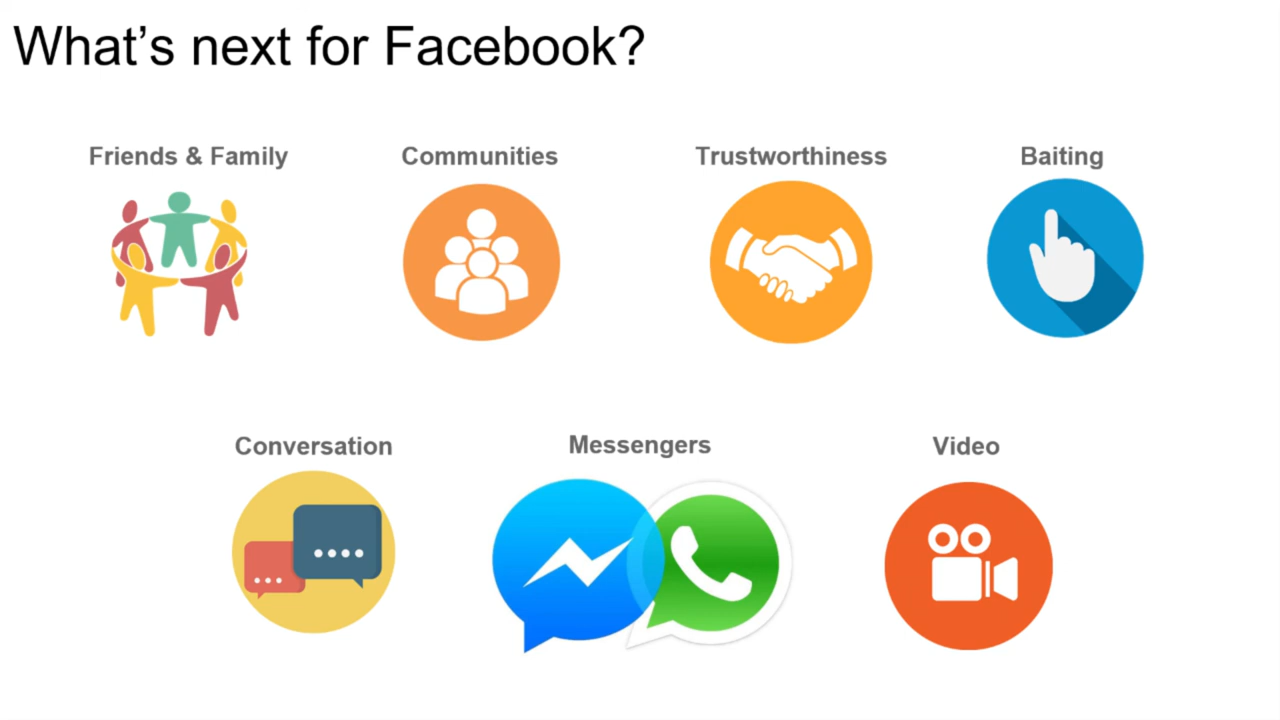 What's next for Facebook?
Friends & Family
Communities
Trustworthiness
Baiting
Conversation
Messengers
Video